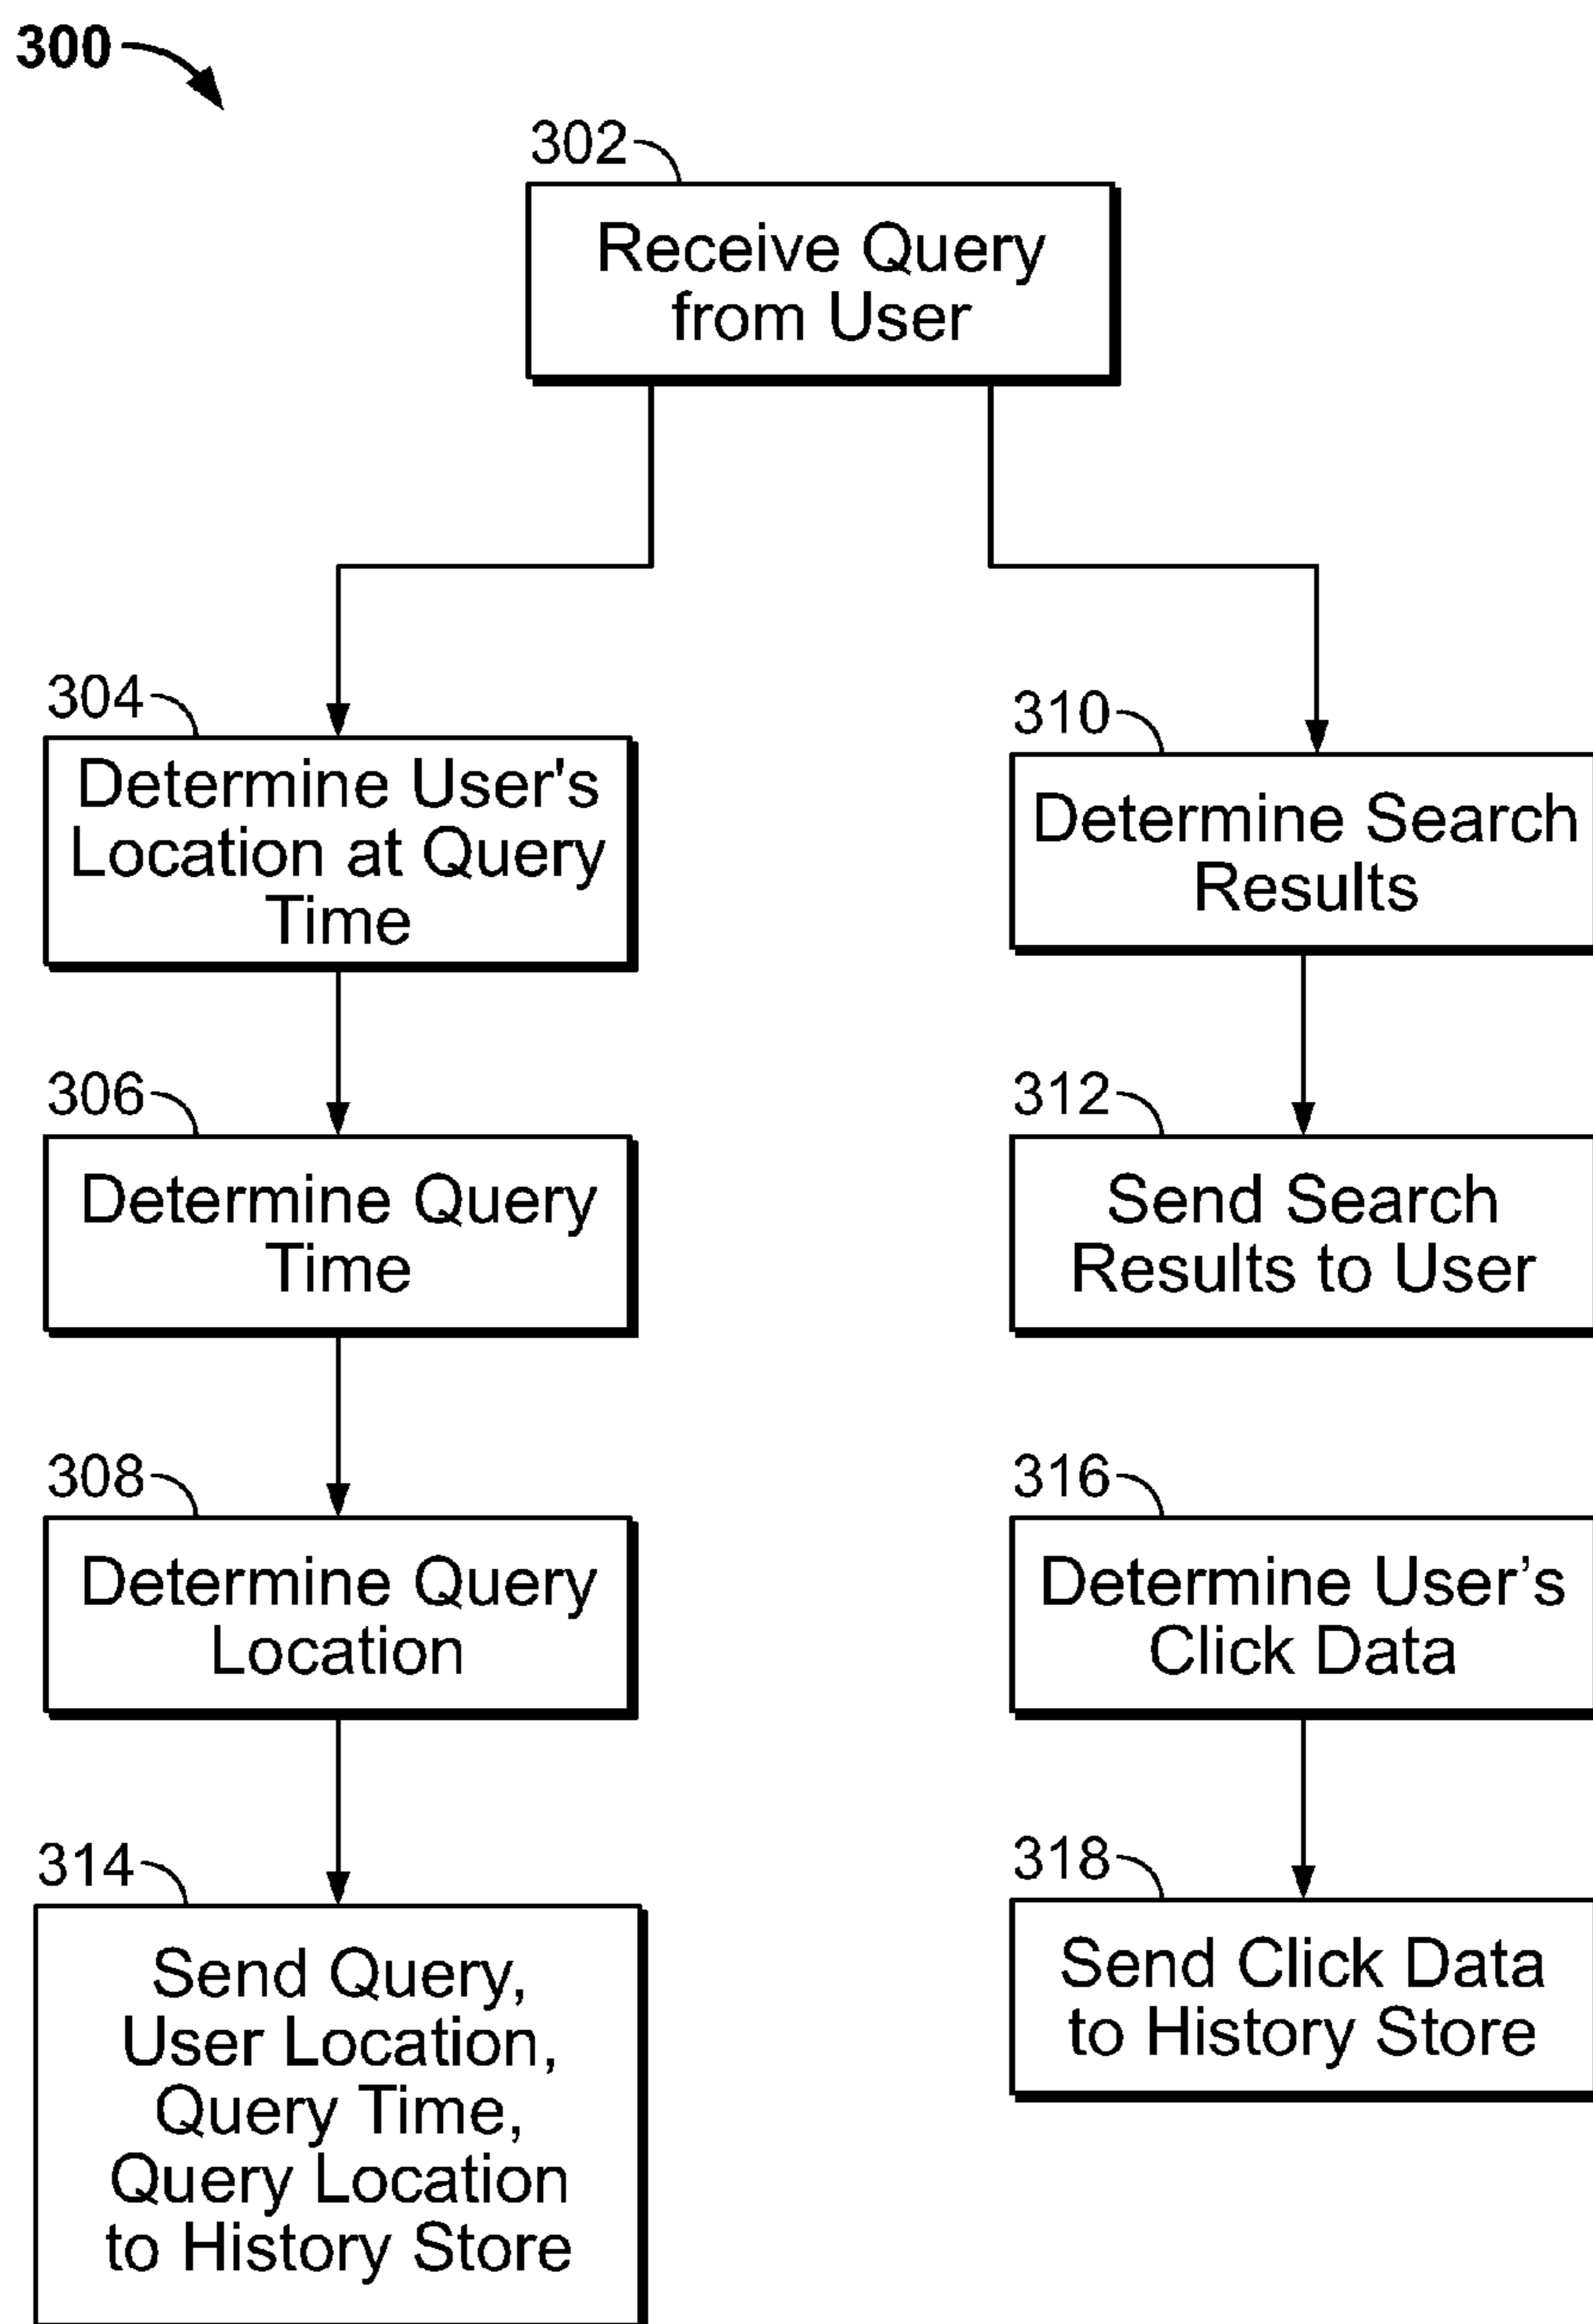 300
302
Receive Query
from User
304
Determine User's
Location at Query
Time
306
Determine Query
Time
308
Determine Query
Location
314
Send Query,
User Location,
Query Time,
Query Location
to History Store
310
Determine Search
Results
312
Send Search
Results to User
316
Determine User’s
Click Data
318
Send Click Data
to History Store